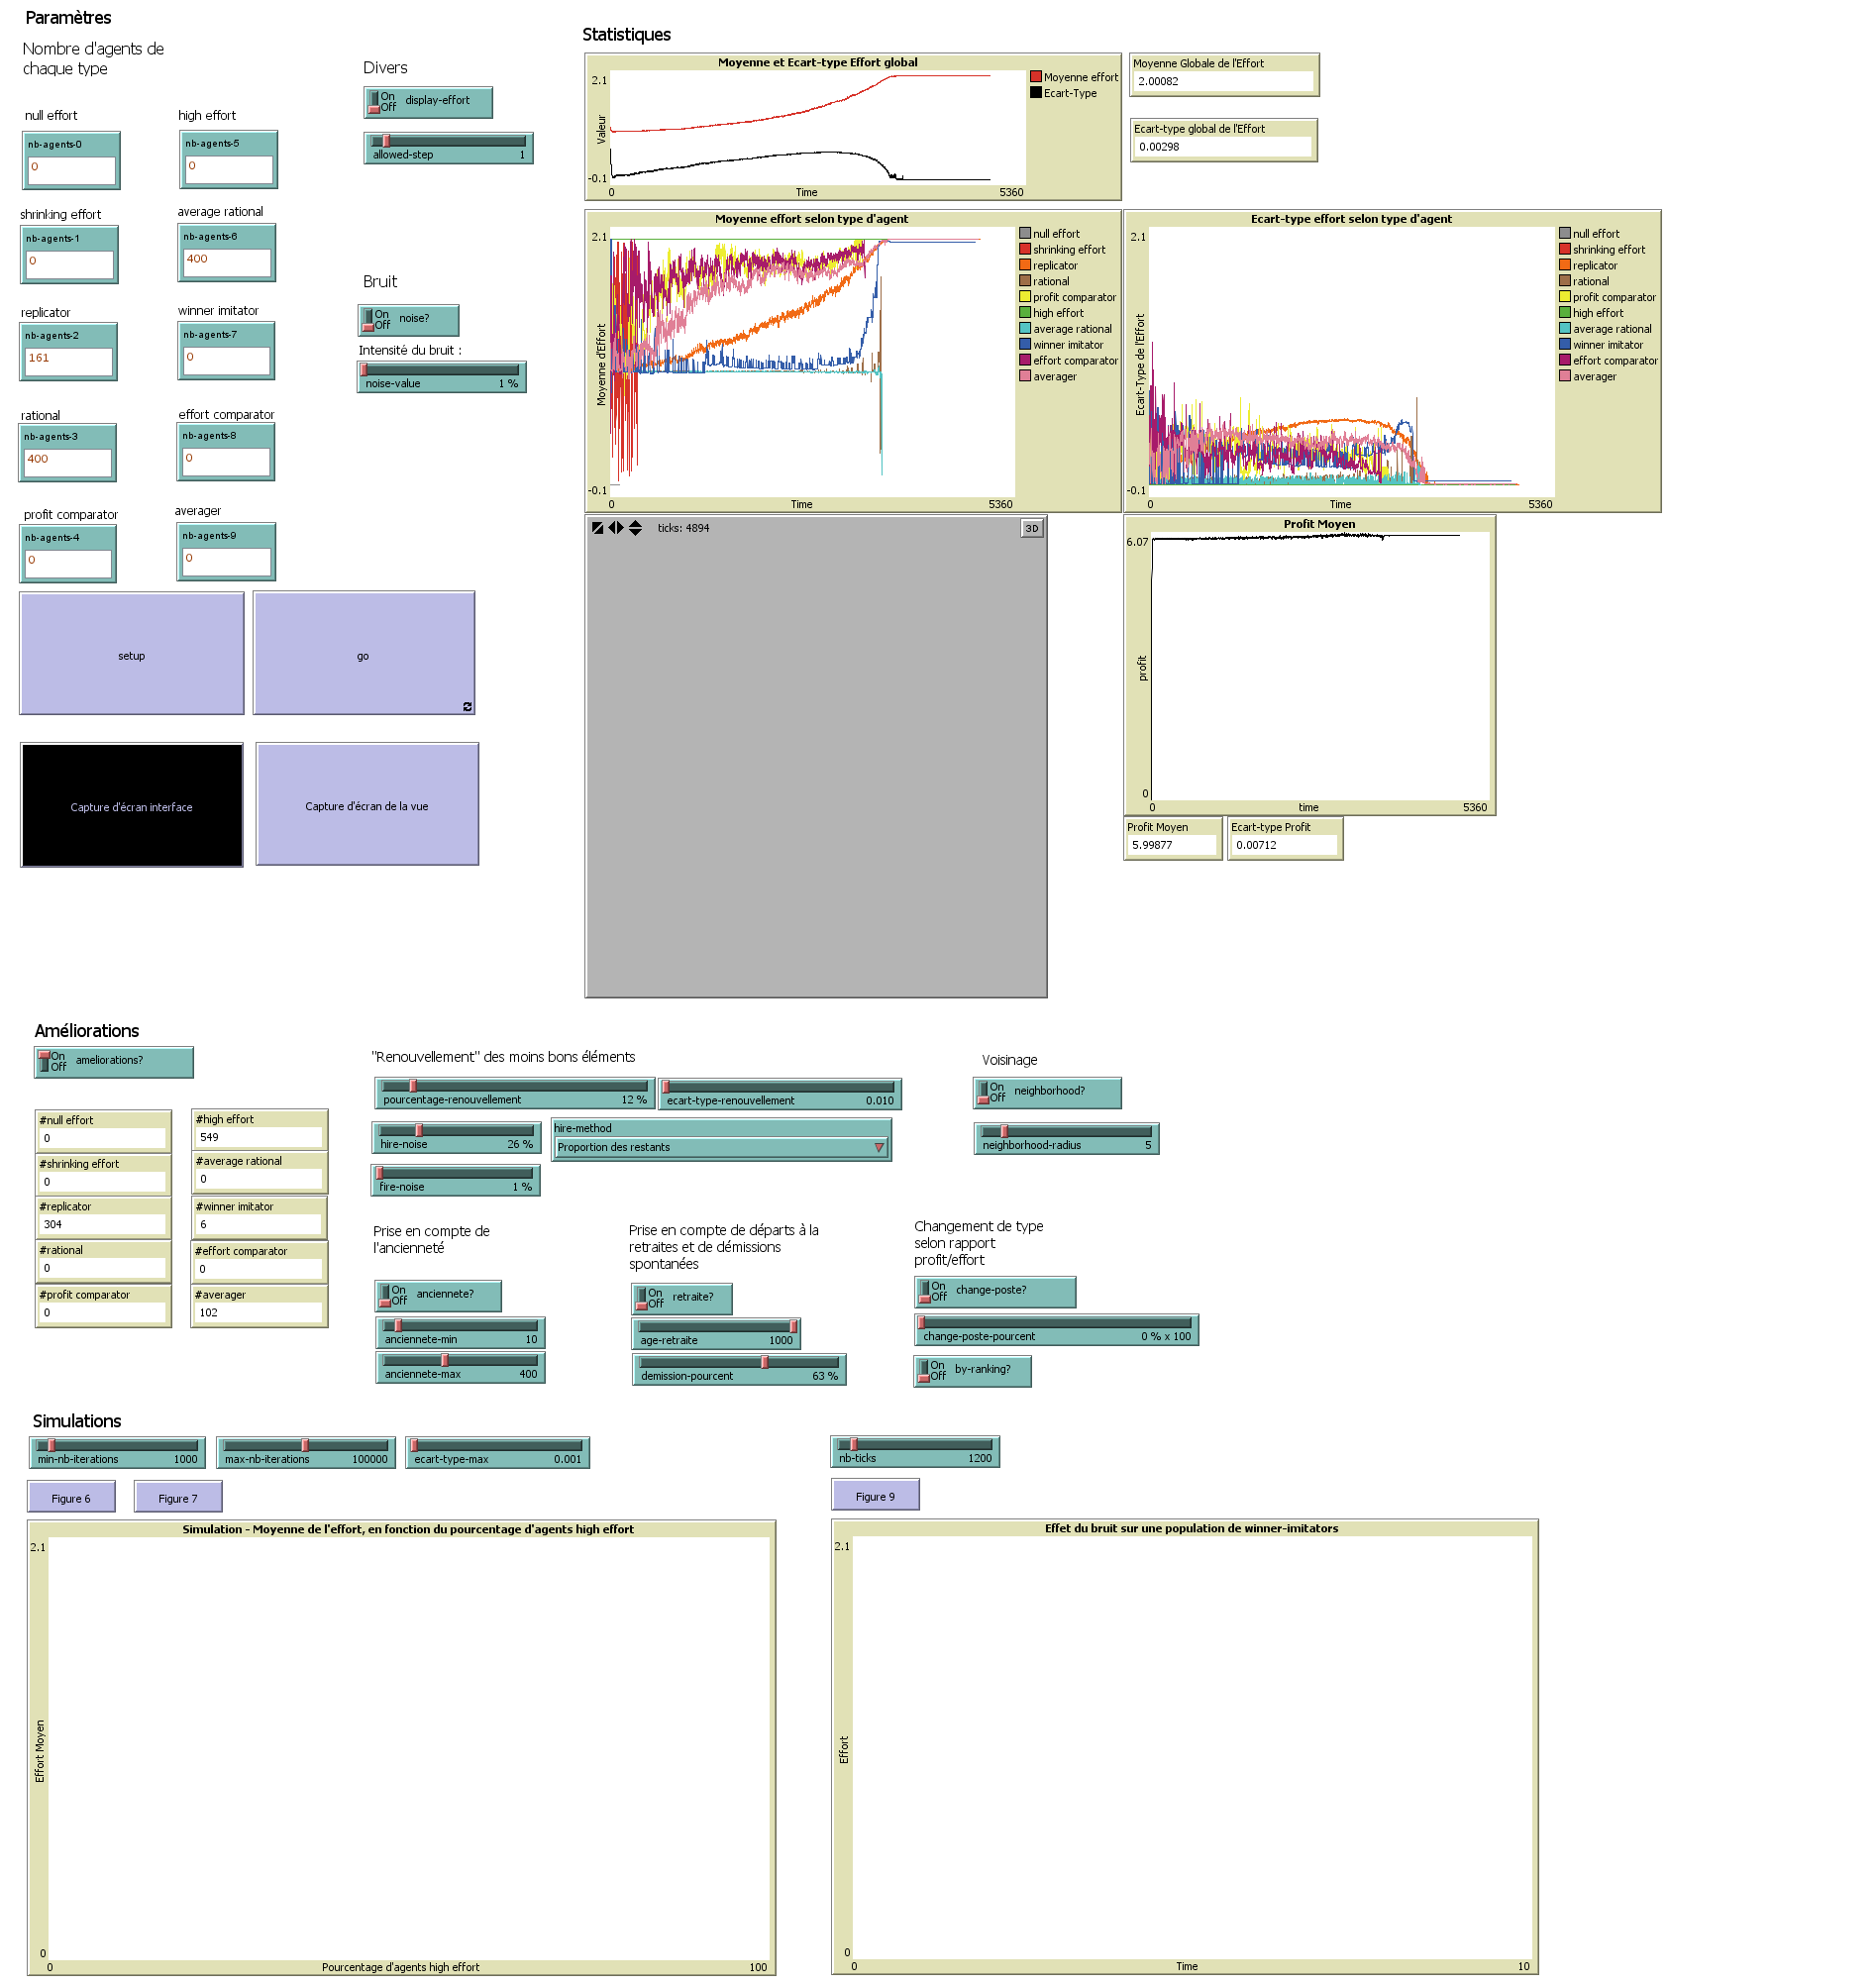 Paramètres
Nombre d'agents de
chaque type
null effort
nb-agents-0
0
high effort
nb-agents-5
0
shrinking effort
nb-agents-1
0
average rational
nb-agents-6
400
replicator
nb-agents-2
161
winner imitator
nb-agents-7
0
rational
nb-agents-3
400
effort comparator
nb-agents-8
0
profit comparator
nb-agents-4
0
averager
nb-agents-9
0
setup
go
Capture d'écran interface
Capture d'écran de la vue
Divers
On
Off
display-effort
allowed-step 1
Bruit
On
Off
noise?
Intensité du bruit :
noise-value 1 %
Statistiques
Moyenne et Ecart-type Effort global
2.1
Valeur
-0.1
0
Time
5360
Moyenne effort
Ecart-Type
Moyenne Globale de l'Effort
2.00082
Ecart-type global de l'Effort
0.00298
Moyenne effort selon type d'agent
2.1
Moyenne d'Effort
-0.1
0
Time
5360
null effort
shrinking effort
replicator
rational
profit comparator
high effort
average rational
winner imitator
effort comparator
averager
Ecart-type effort selon type d'agent
2.1
Ecart-Type de l'Effort
-0.1
0
Time
5360
null effort
shrinking effort
replicator
rational
profit comparator
high effort
average rational
winner imitator
effort comparator
averager
ticks: 4894
3D
Profit Moyen
6.07
profit
0
0
time
5360
Profit Moyen
5.99877
Ecart-type Profit
0.00712
Améliorations
On
Off
ameliorations?
#null effort
0
#high effort
549
#shrinking effort
0
#average rational
0
#replicator
304
#winner imitator
6
#rational
0
#effort comparator
0
#profit comparator
0
#averager
102
"Renouvellement" des moins bons éléments
pourcentage-renouvellement 12 %
ecart-type-renouvellement 0.010
hire-noise 26 %
hire-method
Proportion des restants
fire-noise 1 %
Voisinage
On
Off
neighborhood?
neighborhood-radius 5
Prise en compte de
l'ancienneté
On
Off
anciennete?
anciennete-min 10
anciennete-max 400
Prise en compte de départs à la
retraites et de démissions
spontanées
On
Off
retraite?
age-retraite 1000
demission-pourcent 63 %
Changement de type
selon rapport
profit/effort
On
Off
change-poste?
change-poste-pourcent 0 % x 100
On
Off
by-ranking?
Simulations
min-nb-iterations 1000
max-nb-iterations 100000
ecart-type-max 0.001
Figure 6
Figure 7
nb-ticks 1200
Figure 9
Simulation - Moyenne de l'effort, en fonction du pourcentage d'agents high effort
2.1
Effort Moyen
0
0
Pourcentage d'agents high effort
100
Effet du bruit sur une population de winner-imitators
2.1
Effort
0
0
Time
10